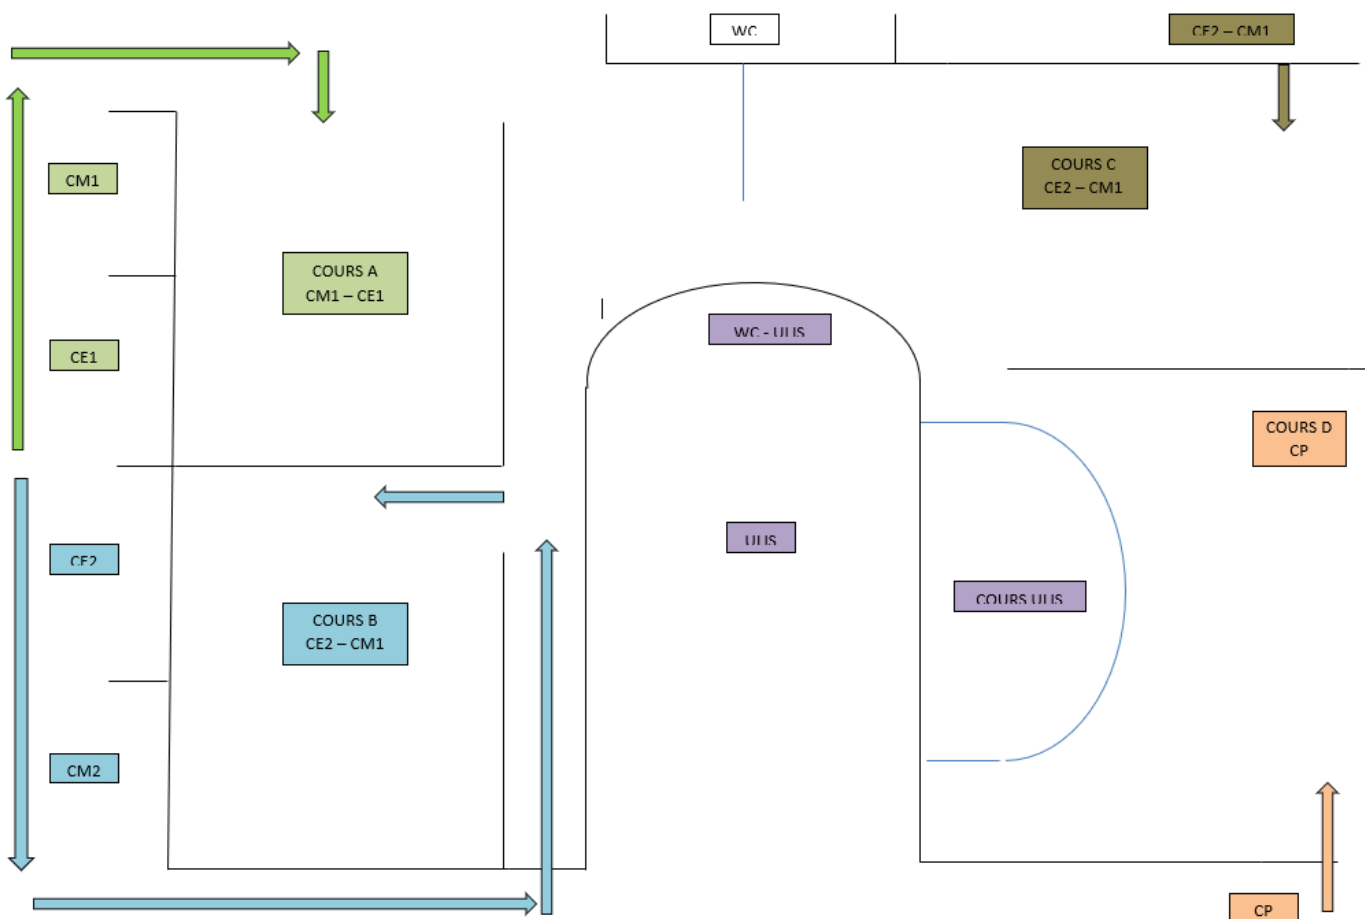 WC
CE2 – CM1
CM1
COURS C
CE2 – CM1
COURS A
CM1 – CE1
WC - ULIS
CE1
COURS D
CP
CE2
ULIS
COURS ULIS
COURS B
CE2 – CM1
CM2
CP